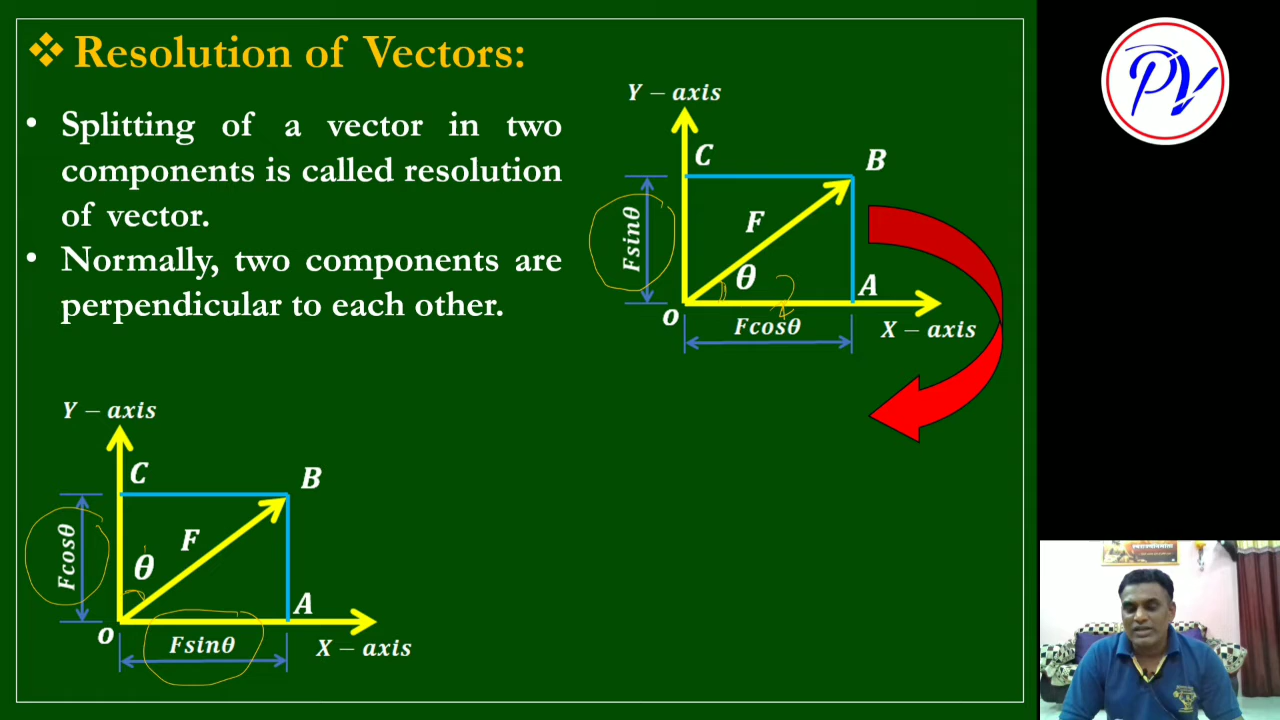 ❖ Resolution of Vectors:
• Splitting of a vector in two
components is called resolution
of vector.
• Normally, two components are
perpendicular to each other.
Y – axis
C
B
F
Fsinθ
θ
A
O
Fcosθ
X – axis
Y – axis
C
B
F
Fcosθ
θ
A
O
Fsinθ
X – axis
PV